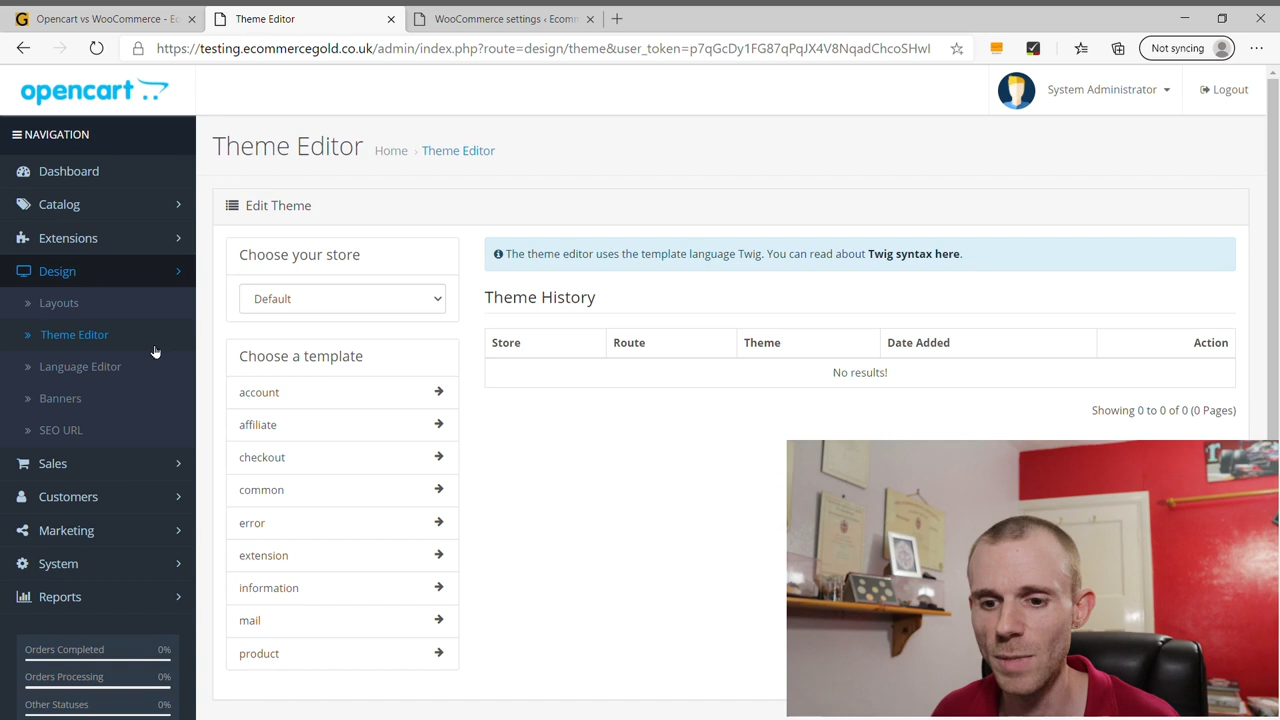 Opencart vs WooCommerce - Ec
Theme Editor
WooCommerce settings ‹ Ecomm
https://testing.ecommercegold.co.uk/admin/index.php?route=design/theme&user_token=p7qGcDy1FG87qPqJX4V8NqadChcoSHwI
Not syncing
opencart
System Administrator
Logout
NAVIGATION
Theme Editor
Home › Theme Editor
Dashboard
Catalog
Extensions
Design
Layouts
Theme Editor
Language Editor
Banners
SEO URL
Sales
Customers
Marketing
System
Reports
Orders Completed 0%
Orders Processing 0%
Other Statuses 0%
Edit Theme
Choose your store
Default
Choose a template
account
affiliate
checkout
common
error
extension
information
mail
product
The theme editor uses the template language Twig. You can read about Twig syntax here.
Theme History
Store Route Theme Date Added Action
No results!
Showing 0 to 0 of 0 (0 Pages)